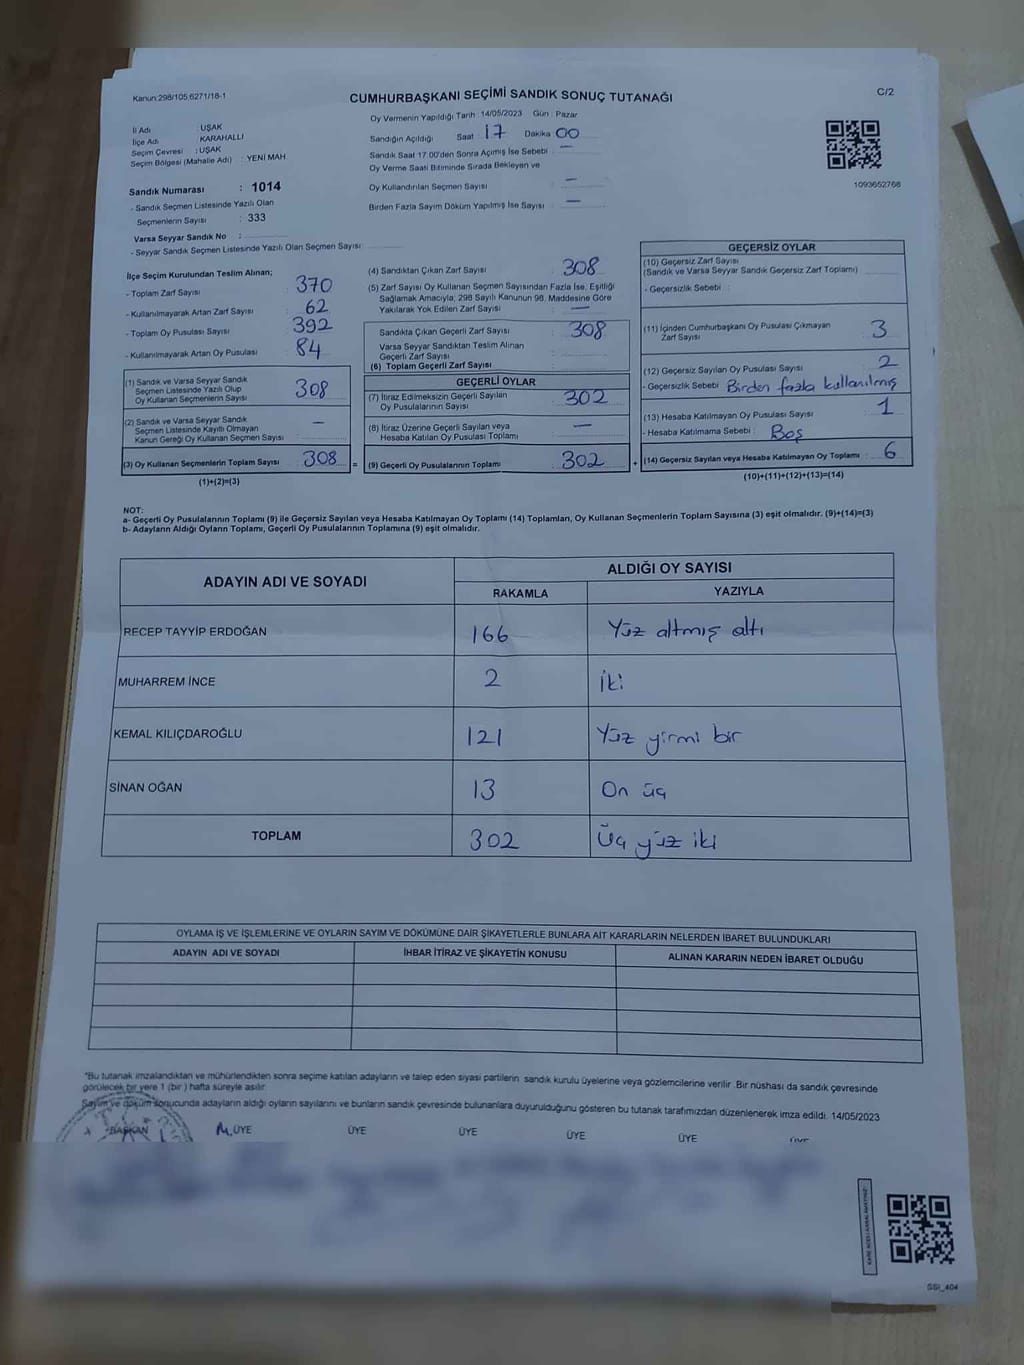 Kanun:298/105,6271/18-1
CUMHURBAŞKANI SEÇİMİ SANDIK SONUÇ TUTANAĞI
C/2
Oy Vermenin Yapıldığı Tarih :14/05/2023 Gün : Pazar
İl Adı : UŞAK
İlçe Adı : KARAHALLI
Seçim Çevresi : UŞAK
Seçim Bölgesi (Mahalle Adı) : YENİ MAH.
Sandığın Açıldığı Saat : 17 Dakika : 00
Sandık Saat 17:00'den Sonra Açımış İse Sebebi : —
Oy Verme Saati Bitiminde Sırada Bekleyen ve
Oy Kullandırılan Seçmen Sayısı : —
Birden Fazla Sayım Döküm Yapılmış İse Sayısı : —
1093652768
Sandık Numarası : 1014
- Sandık Seçmen Listesinde Yazılı Olan
Seçmenlerin Sayısı : 333
Varsa Seyyar Sandık No :
- Seyyar Sandık Seçmen Listesinde Yazılı Olan Seçmen Sayısı:
İlçe Seçim Kurulundan Teslim Alınan;
- Toplam Zarf Sayısı : 370
- Kullanılmayarak Artan Zarf Sayısı : 62
- Toplam Oy Pusulası Sayısı : 392
- Kullanılmayarak Artan Oy Pusulası : 84
(1) Sandık ve Varsa Seyyar Sandık
Seçmen Listesinde Yazılı Olup
Oy Kullanan Seçmenlerin Sayısı : 308
(2) Sandık ve Varsa Seyyar Sandık
Seçmen Listesinde Kayıtlı Olmayan
Kanun Gereği Oy Kullanan Seçmen Sayısı : —
(3) Oy Kullanan Seçmenlerin Toplam Sayısı : 308
(1)+(2)=(3)
(4) Sandıktan Çıkan Zarf Sayısı : 308
(5) Zarf Sayısı Oy Kullanan Seçmen Sayısından Fazla İse, Eşitliği
Sağlamak Amacıyla; 298 Sayılı Kanunun 98. Maddesine Göre
Yakılarak Yok Edilen Zarf Sayısı : —
Sandıkta Çıkan Geçerli Zarf Sayısı : 308
Varsa Seyyar Sandıktan Teslim Alınan
Geçerli Zarf Sayısı :
(6) Toplam Geçerli Zarf Sayısı :
GEÇERLİ OYLAR
(7) İtiraz Edilmeksizin Geçerli Sayılan
Oy Pusulalarının Sayısı : 302
(8) İtiraz Üzerine Geçerli Sayılan veya
Hesaba Katılan Oy Pusulası Toplamı : —
= (9) Geçerli Oy Pusulalarının Toplamı : 302 +
GEÇERSİZ OYLAR
(10) Geçersiz Zarf Sayısı
(Sandık ve Varsa Seyyar Sandık Geçersiz Zarf Toplamı) :
- Geçersizlik Sebebi :
(11) İçinden Cumhurbaşkanı Oy Pusulası Çıkmayan
Zarf Sayısı : 3
(12) Geçersiz Sayılan Oy Pusulası Sayısı : 2
- Geçersizlik Sebebi : Birden fazla kullanılmış
(13) Hesaba Katılmayan Oy Pusulası Sayısı : 1
- Hesaba Katılmama Sebebi : Boş
(14) Geçersiz Sayılan veya Hesaba Katılmayan Oy Toplamı : 6
(10)+(11)+(12)+(13)=(14)
NOT:
a- Geçerli Oy Pusulalarının Toplamı (9) ile Geçersiz Sayılan veya Hesaba Katılmayan Oy Toplamı (14) Toplamları, Oy Kullanan Seçmenlerin Toplam Sayısına (3) eşit olmalıdır. (9)+(14)=(3)
b- Adayların Aldığı Oyların Toplamı, Geçerli Oy Pusulalarının Toplamına (9) eşit olmalıdır.
ADAYIN ADI VE SOYADI
ALDIĞI OY SAYISI
RAKAMLA YAZIYLA
RECEP TAYYİP ERDOĞAN 166 Yüz altmış altı
MUHARREM İNCE 2 İki
KEMAL KILIÇDAROĞLU 121 Yüz yirmi bir
SİNAN OĞAN 13 On üç
TOPLAM 302 Üç yüz iki
OYLAMA İŞ VE İŞLEMLERİNE VE OYLARIN SAYIM VE DÖKÜMÜNE DAİR ŞİKAYETLERLE BUNLARA AİT KARARLARIN NELERDEN İBARET BULUNDUKLARI
ADAYIN ADI VE SOYADI İHBAR İTİRAZ VE ŞİKAYETİN KONUSU ALINAN KARARIN NEDEN İBARET OLDUĞU
*Bu tutanak imzalandıktan ve mühürlendikten sonra seçime katılan adayların ve talep eden siyasi partilerin sandık kurulu üyelerine veya gözlemcilerine verilir. Bir nüshası da sandık çevresinde
görülecek bir yere 1 (bir) hafta süreyle asılır.
Sayım ve döküm sonucunda adayların aldığı oyların sayılarını ve bunların sandık çevresinde bulunanlara duyurulduğunu gösteren bu tutanak tarafımızdan düzenlenerek imza edildi. 14/05/2023
BAŞKAN ÜYE ÜYE ÜYE ÜYE ÜYE ÜYE
SSİ_404